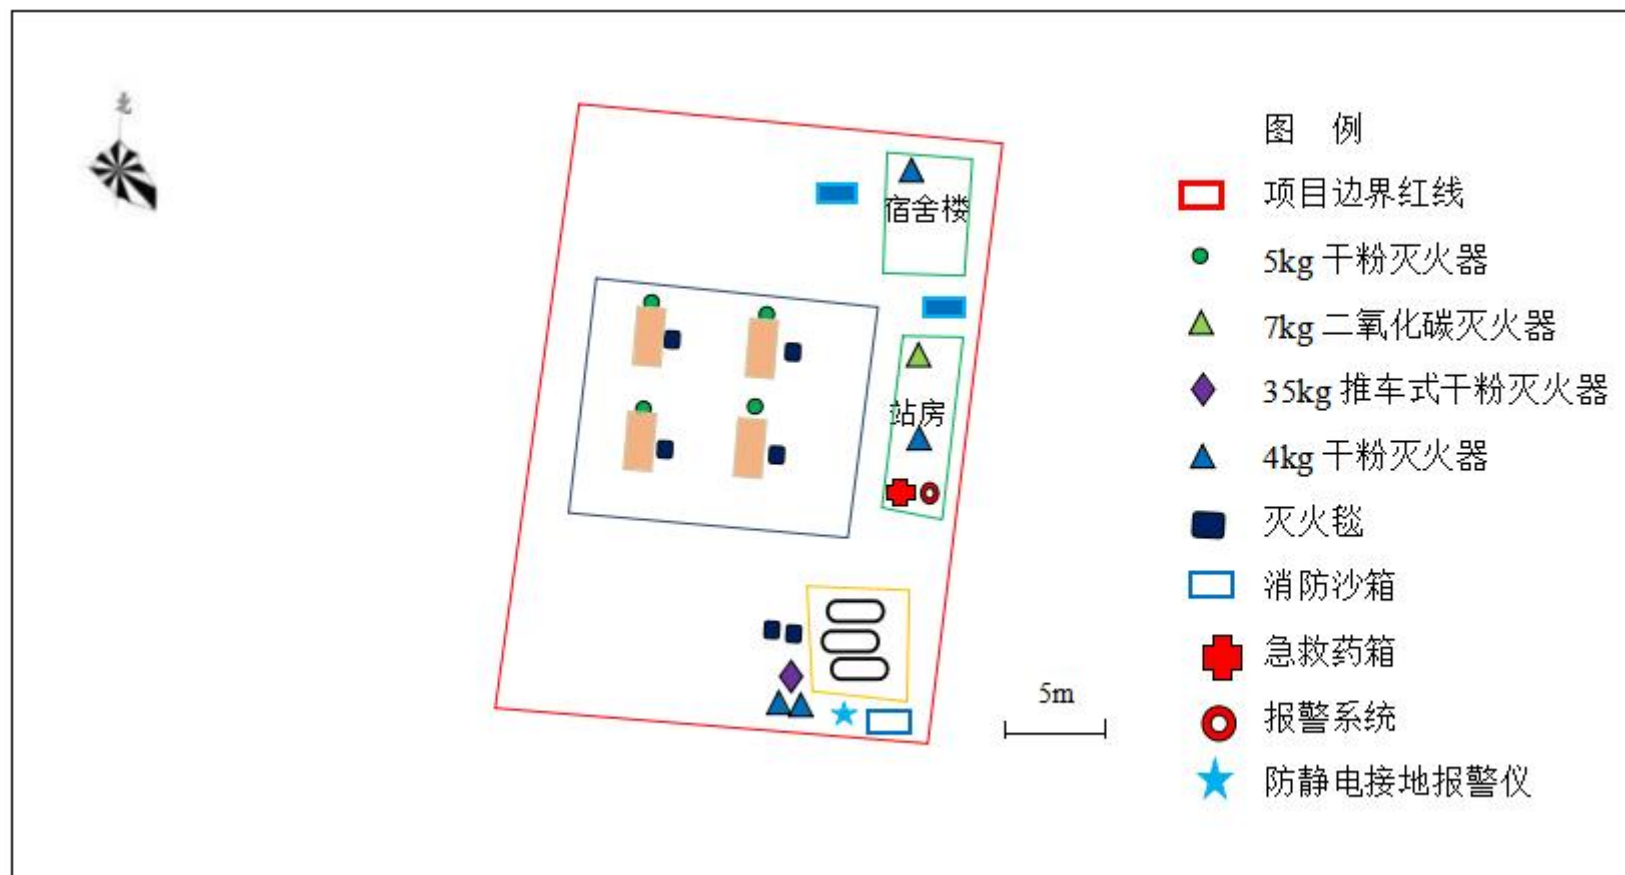 北
宿舍楼
站房
5m
图 例
项目边界红线
5kg 干粉灭火器
7kg 二氧化碳灭火器
35kg 推车式干粉灭火器
4kg 干粉灭火器
灭火毯
消防沙箱
急救药箱
报警系统
防静电接地报警仪